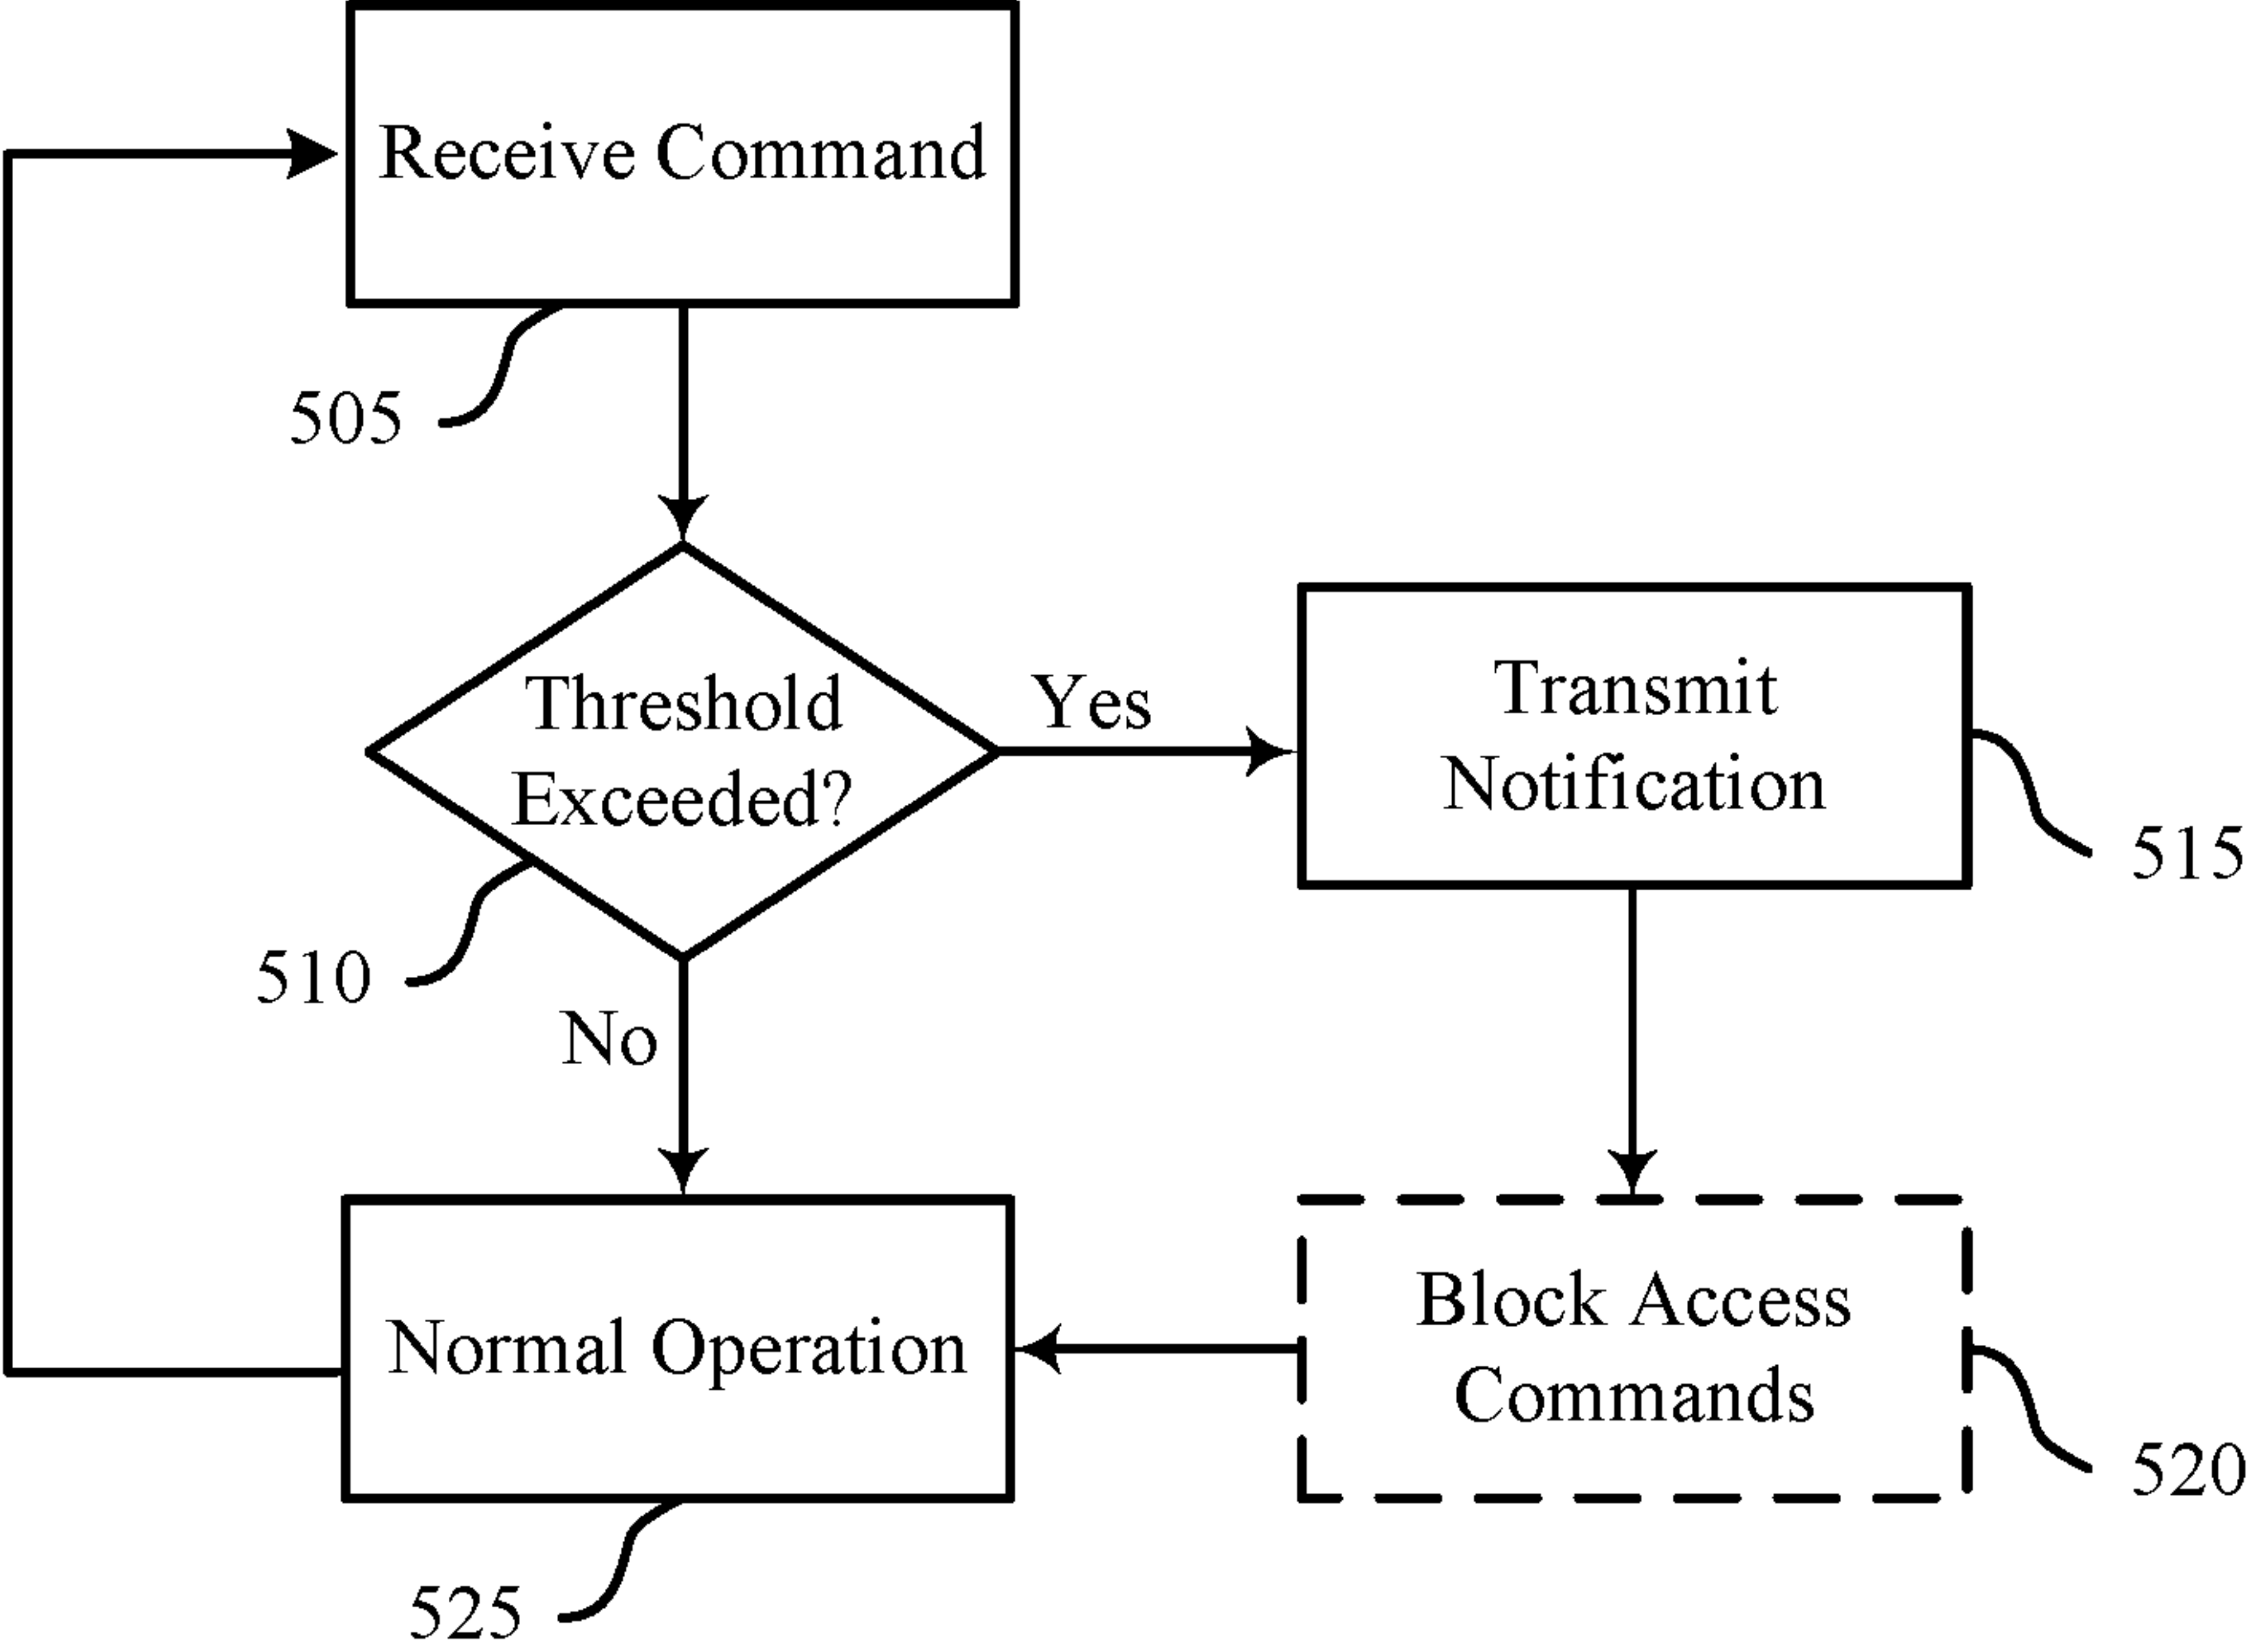 Receive Command
505
Threshold
Exceeded?
Yes
Transmit
Notification
515
510
No
Normal Operation
Block Access
Commands
520
525